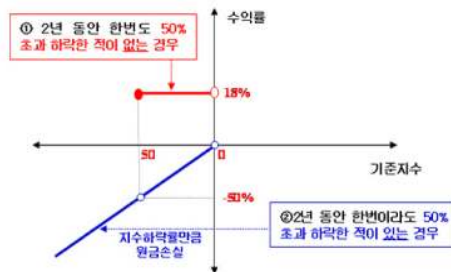 수익률
① 2년 동안 한번도 50%
초과 하락한 적이 없는 경우
15%
50
0
기준지수
-50%
지수하락률만큼
원금손실
②2년 동안 한번이라도 50%
초과 하락한 적이 있는 경우